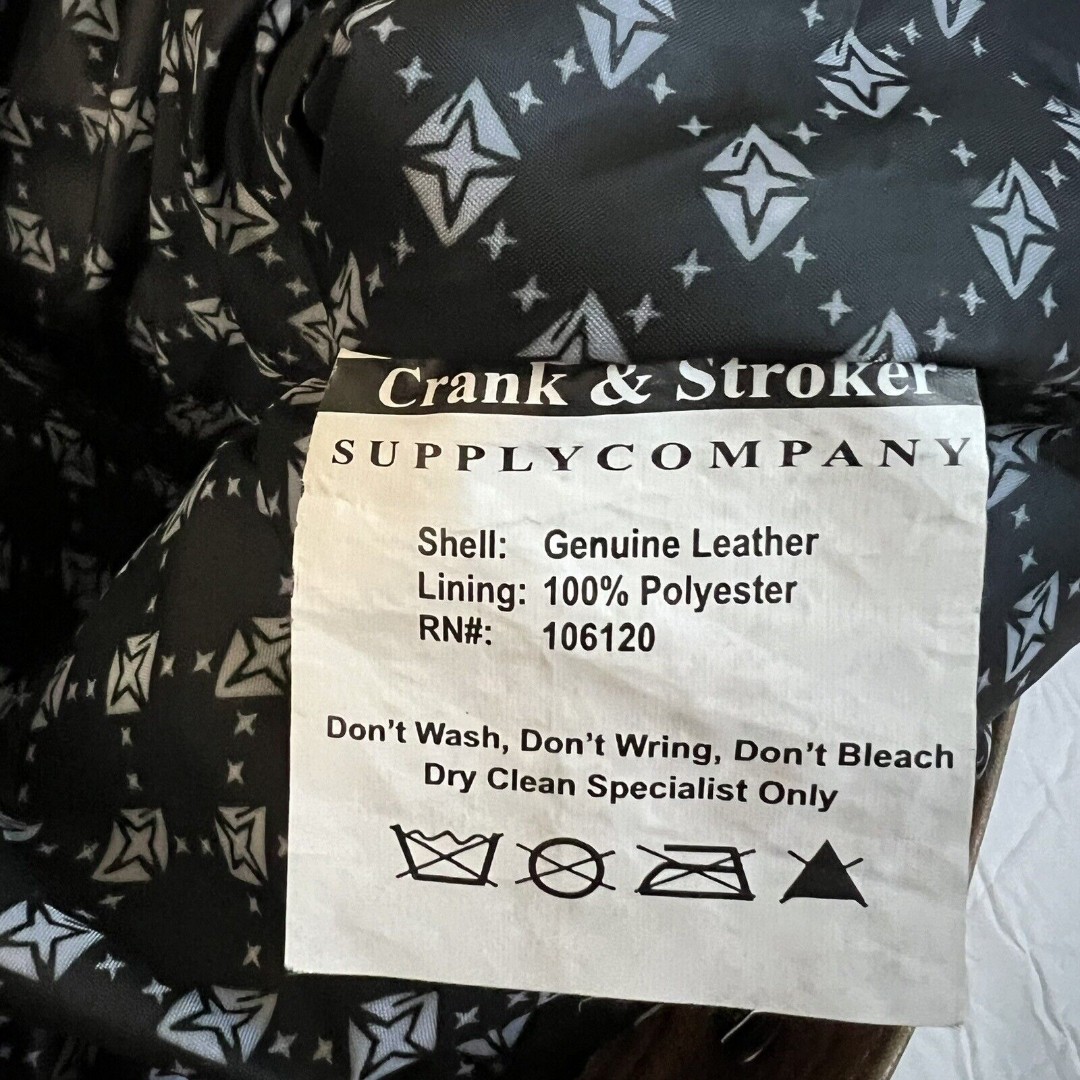 Crank & Stroker
SUPPLYCOMPANY
Shell: Genuine Leather
Lining: 100% Polyester
RN#: 106120
Don't Wash, Don't Wring, Don't Bleach
Dry Clean Specialist Only